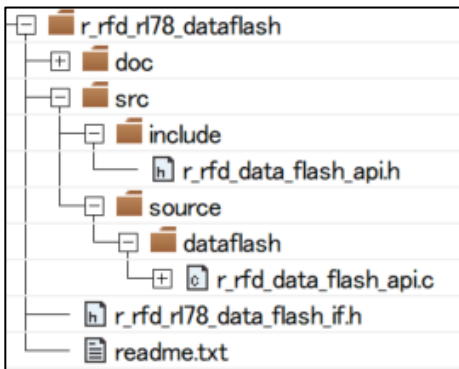 r_rfd_rl78_dataflash
doc
src
include
r_rfd_data_flash_api.h
source
dataflash
r_rfd_data_flash_api.c
r_rfd_rl78_data_flash_if.h
readme.txt